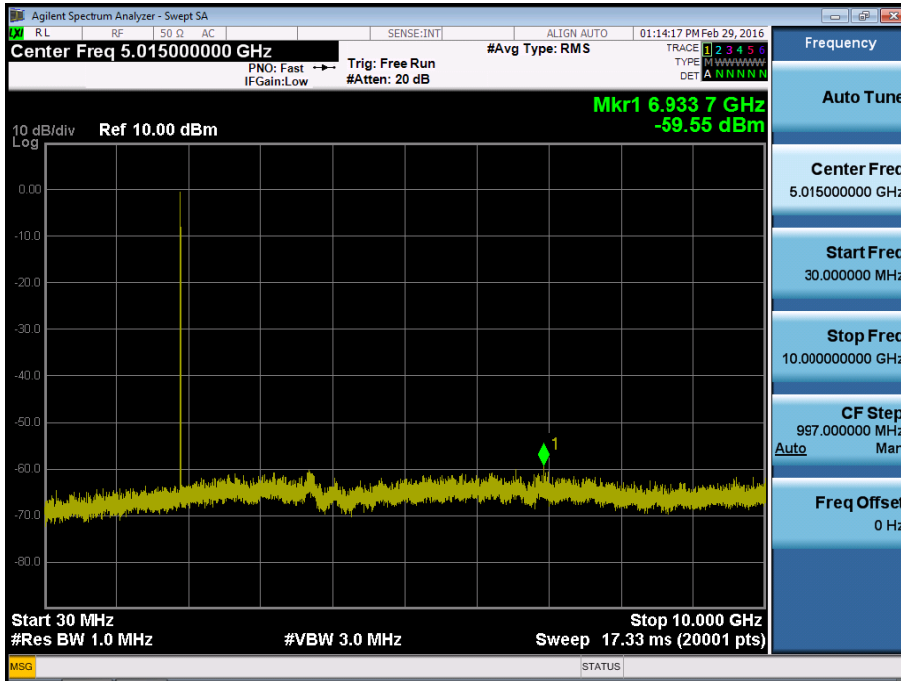 Agilent Spectrum Analyzer - Swept SA
LXI RL RF 50 Ω AC SENSE:INT ALIGN AUTO 01:14:17 PM Feb 29, 2016
Center Freq 5.015000000 GHz
#Avg Type: RMS
TRACE 1 2 3 4 5 6
PNO: Fast
Trig: Free Run
TYPE M WWWWW
IFGain:Low
#Atten: 20 dB
DET A N N N N N
Mkr1 6.933 7 GHz
-59.55 dBm
10 dB/div Ref 10.00 dBm
Log
0.00
-10.0
-20.0
-30.0
-40.0
-50.0
1
-60.0
-70.0
-80.0
Start 30 MHz Stop 10.000 GHz
#Res BW 1.0 MHz #VBW 3.0 MHz Sweep 17.33 ms (20001 pts)
MSG STATUS
Frequency
Auto Tune
Center Freq
5.015000000 GHz
Start Freq
30.000000 MHz
Stop Freq
10.000000000 GHz
CF Step
997.000000 MHz
Auto Man
Freq Offset
0 Hz